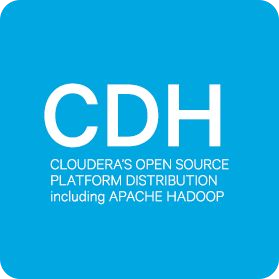 CDH
CLOUDERA'S OPEN SOURCE
PLATFORM DISTRIBUTION
including APACHE HADOOP